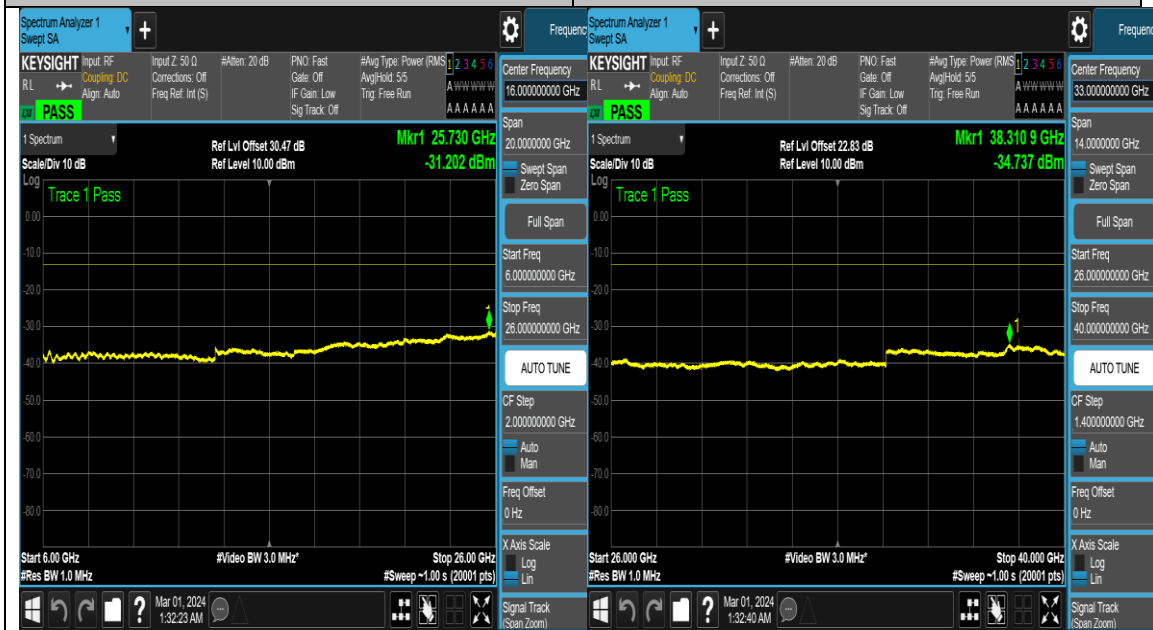 Spectrum Analyzer 1
Swept SA
+
Frequenc
KEYSIGHT
RL
PASS
Input: RF
Coupling: DC
Align: Auto
Input Z: 50 Ω
Corrections: Off
Freq Ref: Int (S)
#Atten: 20 dB
PNO: Fast
Gate: Off
IF Gain: Low
Sig Track: Off
#Avg Type: Power (RMS
Avg|Hold: 5/5
Trig: Free Run
1 2 3 4 5 6
A W W W W W
A A A A A A
1 Spectrum
Scale/Div 10 dB
Log
Ref Lvl Offset 30.47 dB
Ref Level 10.00 dBm
Mkr1 25.730 GHz
-31.202 dBm
Trace 1 Pass
0.00
-10.0
-20.0
-30.0
-40.0
-50.0
-60.0
-70.0
-80.0
1
Start 6.00 GHz
#Res BW 1.0 MHz
#Video BW 3.0 MHz*
Stop 26.00 GHz
#Sweep ~1.00 s (20001 pts)
Center Frequency
16.000000000 GHz
Span
20.0000000 GHz
Swept Span
Zero Span
Full Span
Start Freq
6.000000000 GHz
Stop Freq
26.000000000 GHz
AUTO TUNE
CF Step
2.000000000 GHz
Auto
Man
Freq Offset
0 Hz
X Axis Scale
Log
Lin
Signal Track
(Span Zoom)
?
Mar 01, 2024
1:32:23 AM
Spectrum Analyzer 1
Swept SA
+
Frequenc
KEYSIGHT
RL
PASS
Input: RF
Coupling: DC
Align: Auto
Input Z: 50 Ω
Corrections: Off
Freq Ref: Int (S)
#Atten: 20 dB
PNO: Fast
Gate: Off
IF Gain: Low
Sig Track: Off
#Avg Type: Power (RMS
Avg|Hold: 5/5
Trig: Free Run
1 2 3 4 5 6
A W W W W W
A A A A A A
1 Spectrum
Scale/Div 10 dB
Log
Ref Lvl Offset 22.83 dB
Ref Level 10.00 dBm
Mkr1 38.310 9 GHz
-34.737 dBm
Trace 1 Pass
0.00
-10.0
-20.0
-30.0
-40.0
-50.0
-60.0
-70.0
-80.0
1
Start 26.000 GHz
#Res BW 1.0 MHz
#Video BW 3.0 MHz*
Stop 40.000 GHz
#Sweep ~1.00 s (20001 pts)
Center Frequency
33.000000000 GHz
Span
14.0000000 GHz
Swept Span
Zero Span
Full Span
Start Freq
26.000000000 GHz
Stop Freq
40.000000000 GHz
AUTO TUNE
CF Step
1.400000000 GHz
Auto
Man
Freq Offset
0 Hz
X Axis Scale
Log
Lin
Signal Track
(Span Zoom)
?
Mar 01, 2024
1:32:40 AM